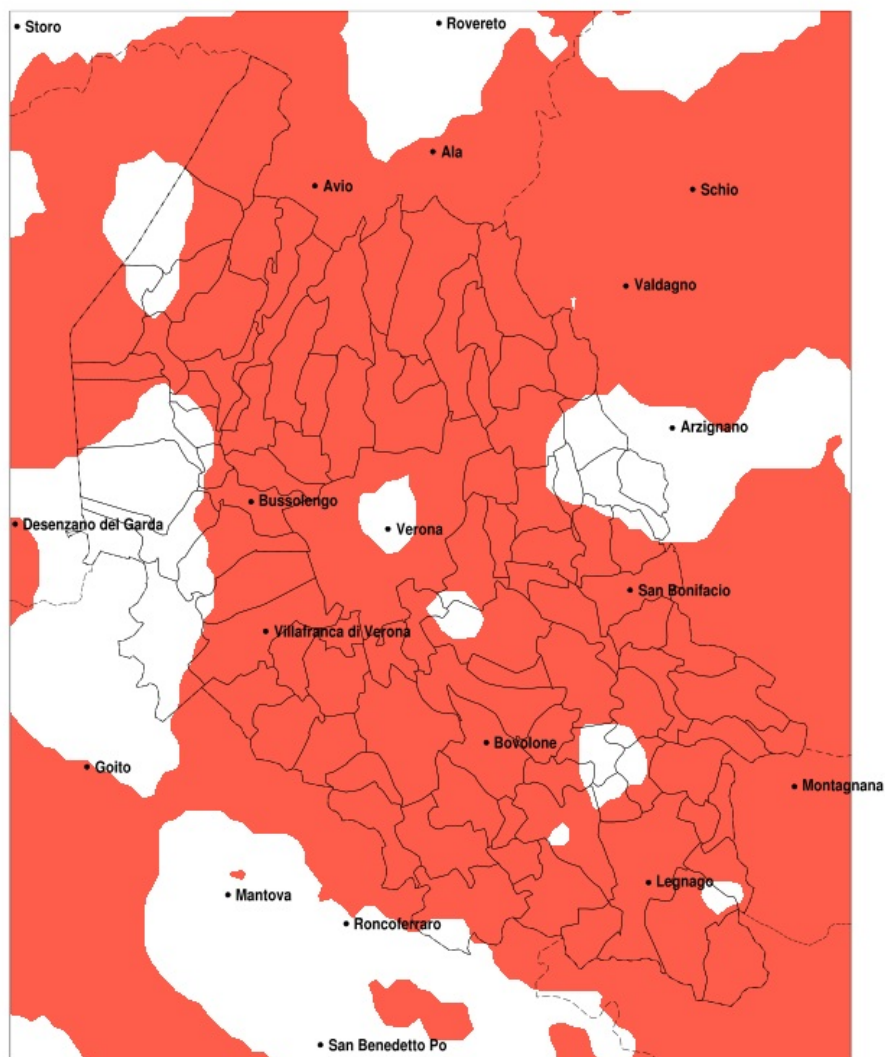 Storo
Rovereto
Ala
Avio
Schio
Valdagno
Arzignano
Bussolengo
Desenzano del Garda
Verona
San Bonifacio
Villafranca di Verona
Bovolone
Goito
Montagnana
Legnago
Mantova
Roncoferraro
San Benedetto Po